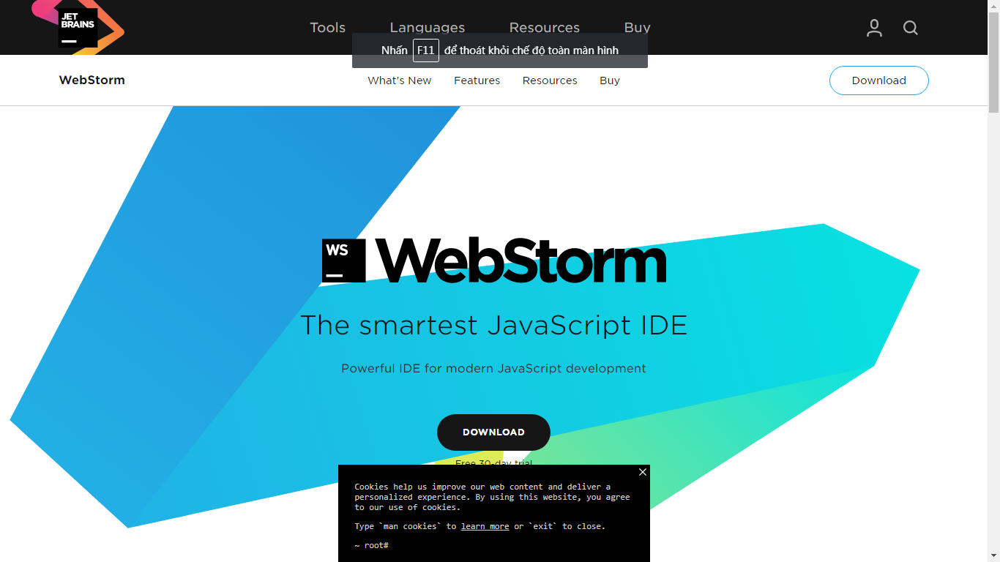 JET
BRAINS
Tools
Languages
Resources
Buy
Nhấn F11 để thoát khỏi chế độ toàn màn hình
WebStorm
What's New
Features
Resources
Buy
Download
WS
WebStorm
The smartest JavaScript IDE
Powerful IDE for modern JavaScript development
DOWNLOAD
Free 30-day trial
Cookies help us improve our web content and deliver a
personalized experience. By using this website, you agree
to our use of cookies.
Type `man cookies` to learn more or `exit` to close.
~ root#